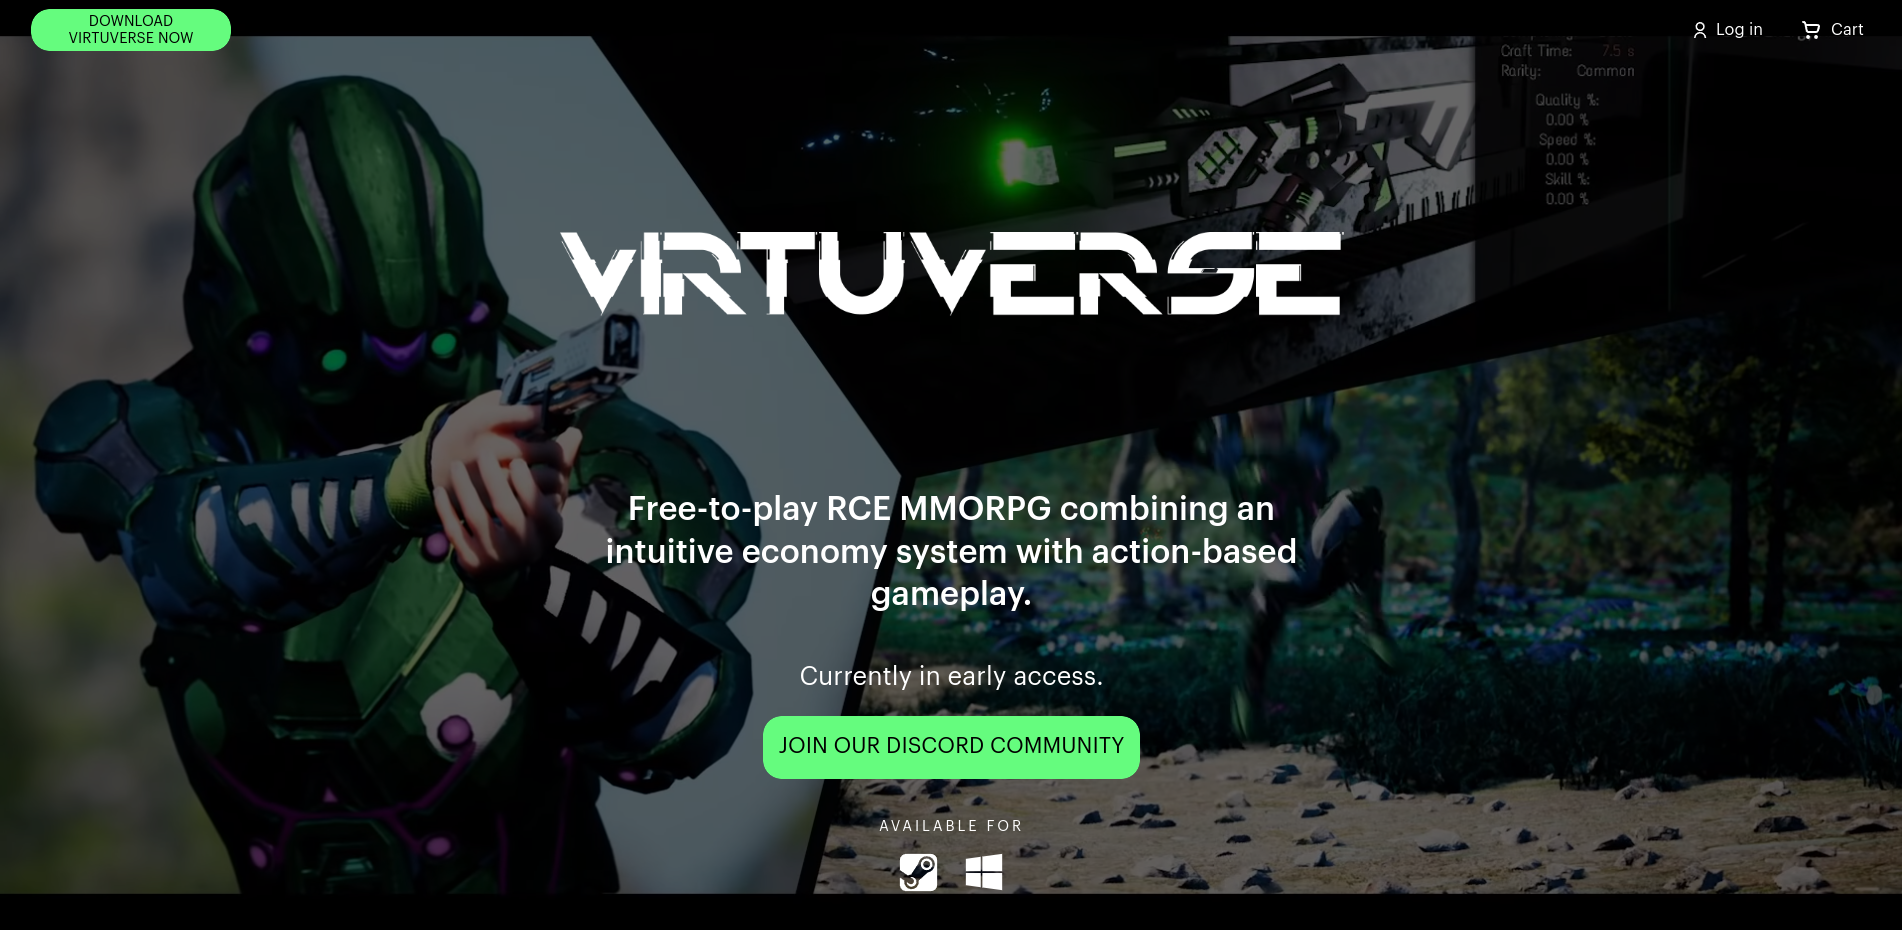 DOWNLOAD
VIRTUVERSE NOW
Log in
Cart
Craft Time: 7.5 s
Rarity: Common
Quality %:
0.00 %
Speed %:
0.00 %
Skill %:
0.00 %
VIRTUVERSE
Free-to-play RCE MMORPG combining an
intuitive economy system with action-based
gameplay.
Currently in early access.
JOIN OUR DISCORD COMMUNITY
AVAILABLE FOR